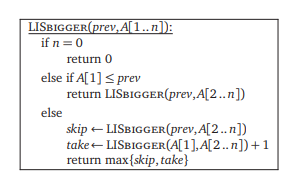 LISBIGGER(prev,A[1..n]):
if n = 0
return 0
else if A[1] ≤ prev
return LISBIGGER(prev,A[2..n])
else
skip ← LISBIGGER(prev,A[2..n])
take ← LISBIGGER(A[1],A[2..n]) + 1
return max{skip, take}